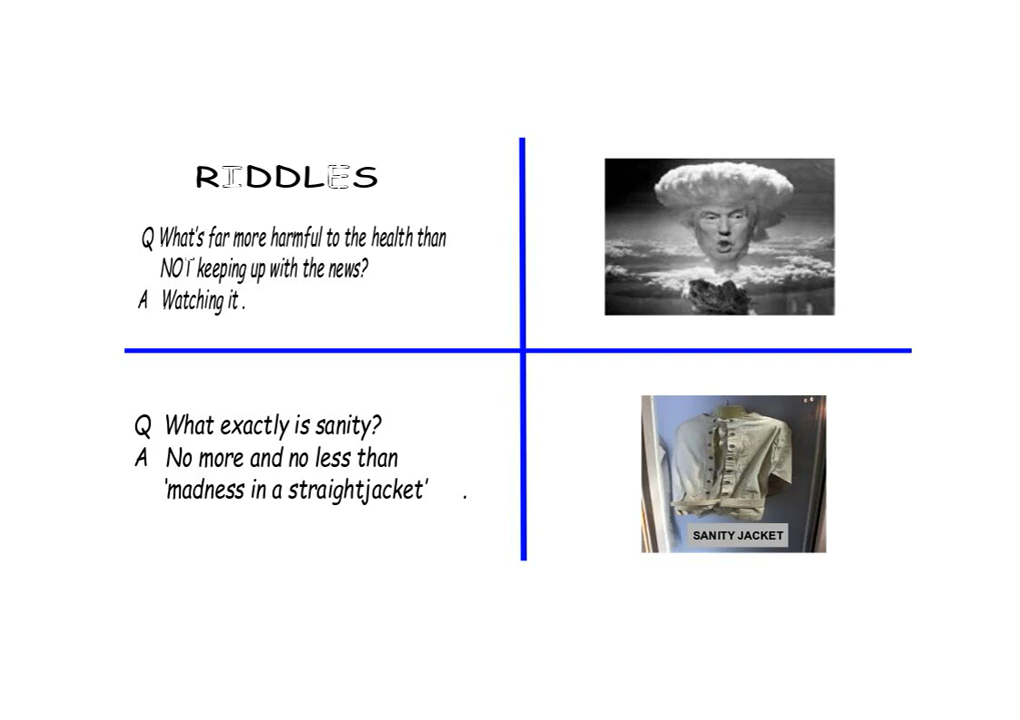 RIDDLES
Q What's far more harmful to the health than
NOT keeping up with the news?
A Watching it .
Q What exactly is sanity?
A No more and no less than
'madness in a straightjacket' .
SANITY JACKET